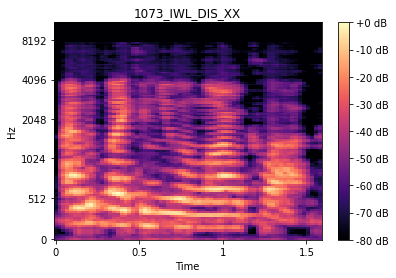 1073_IWL_DIS_XX
8192
4096
2048
1024
512
0
Hz
0
0.5
1
1.5
Time
+0 dB
-10 dB
-20 dB
-30 dB
-40 dB
-50 dB
-60 dB
-70 dB
-80 dB